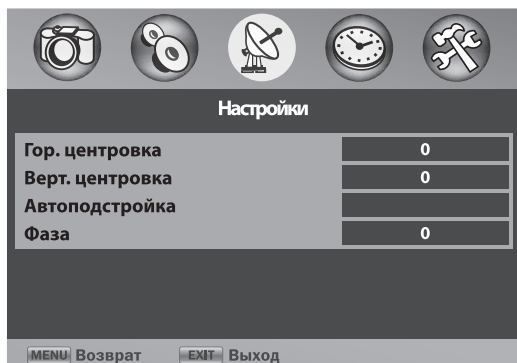 Настройки
Гор. центровка 0
Верт. центровка 0
Автоподстройка
Фаза 0
MENU Возврат EXIT Выход